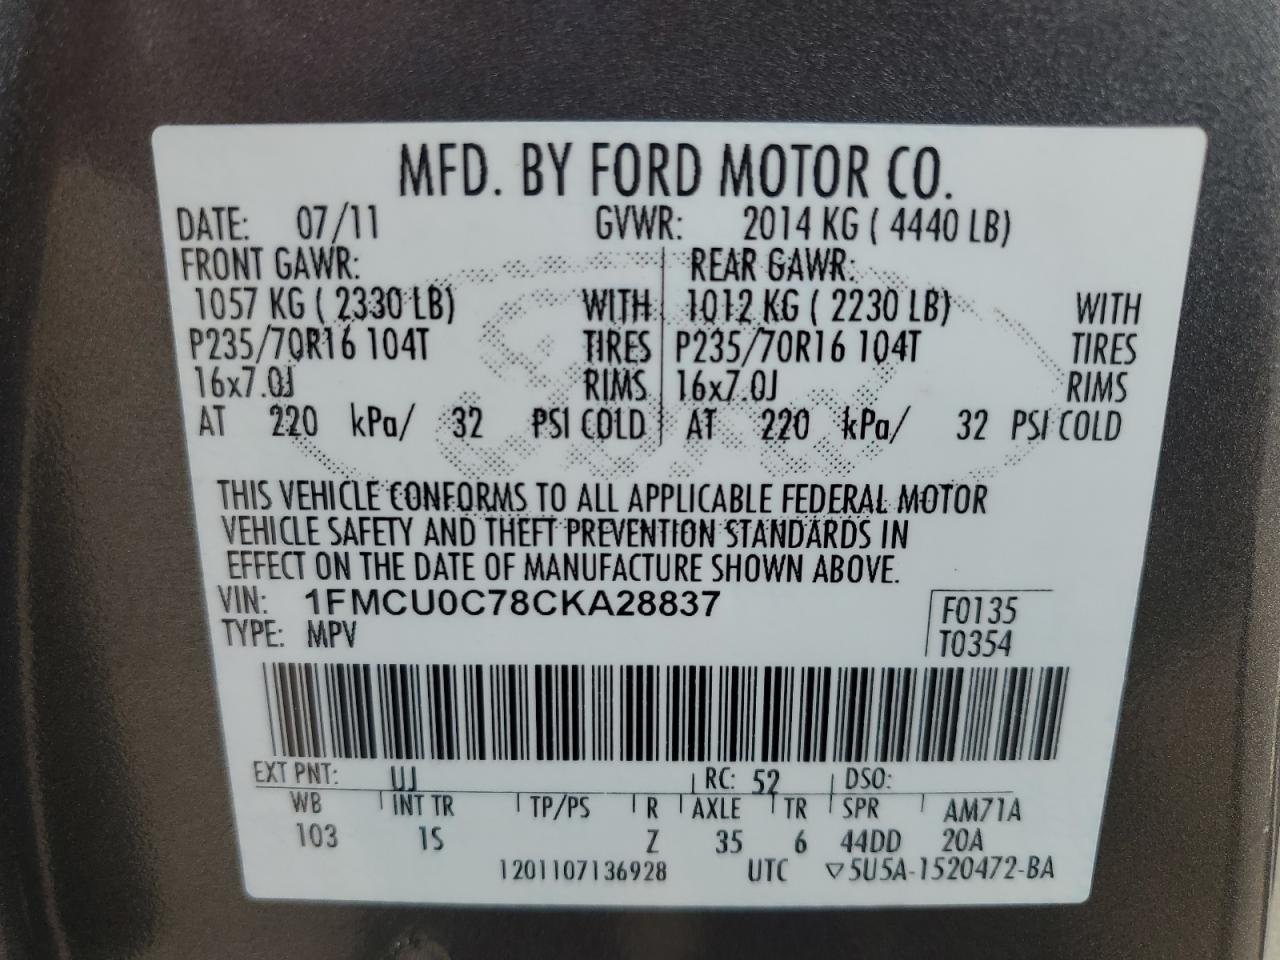 MFD. BY FORD MOTOR CO.
DATE: 07/11 GVWR: 2014 KG ( 4440 LB)
FRONT GAWR: REAR GAWR:
1057 KG ( 2330 LB) WITH 1012 KG ( 2230 LB) WITH
P235/70R16 104T TIRES P235/70R16 104T TIRES
16x7.0J RIMS 16x7.0J RIMS
AT 220 kPa/ 32 PSI COLD AT 220 kPa/ 32 PSI COLD
Ford
THIS VEHICLE CONFORMS TO ALL APPLICABLE FEDERAL MOTOR
VEHICLE SAFETY AND THEFT PREVENTION STANDARDS IN
EFFECT ON THE DATE OF MANUFACTURE SHOWN ABOVE.
VIN: 1FMCU0C78CKA28837 F0135
TYPE: MPV T0354
EXT PNT: UJ RC: 52 DSO:
WB INT TR TP/PS R AXLE TR SPR AM71A
103 1S Z 35 6 44DD 20A
1201107136928 UTC ▽5U5A-1520472-BA